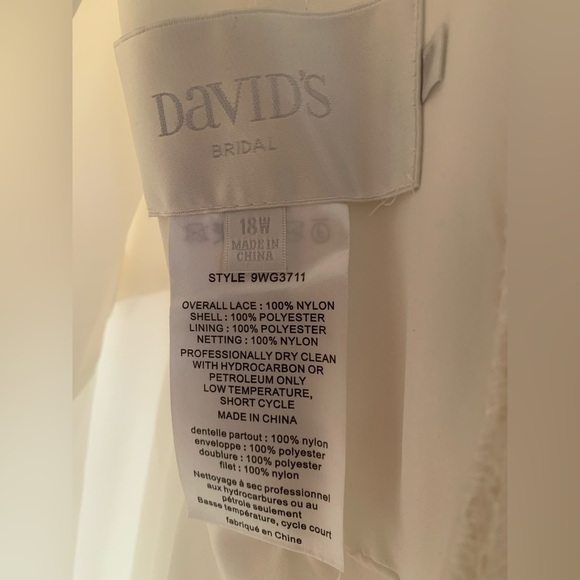 DaVID'S
BRIDAL
18W
MADE IN
CHINA
STYLE 9WG3711
OVERALL LACE : 100% NYLON
SHELL : 100% POLYESTER
LINING : 100% POLYESTER
NETTING : 100% NYLON
PROFESSIONALLY DRY CLEAN
WITH HYDROCARBON OR
PETROLEUM ONLY
LOW TEMPERATURE,
SHORT CYCLE
MADE IN CHINA
dentelle partout : 100% nylon
enveloppe : 100% polyester
doublure : 100% polyester
filet : 100% nylon
Nettoyage à sec professionnel
aux hydrocarbures ou au
pétrole seulement
Basse température, cycle court
fabriqué en Chine